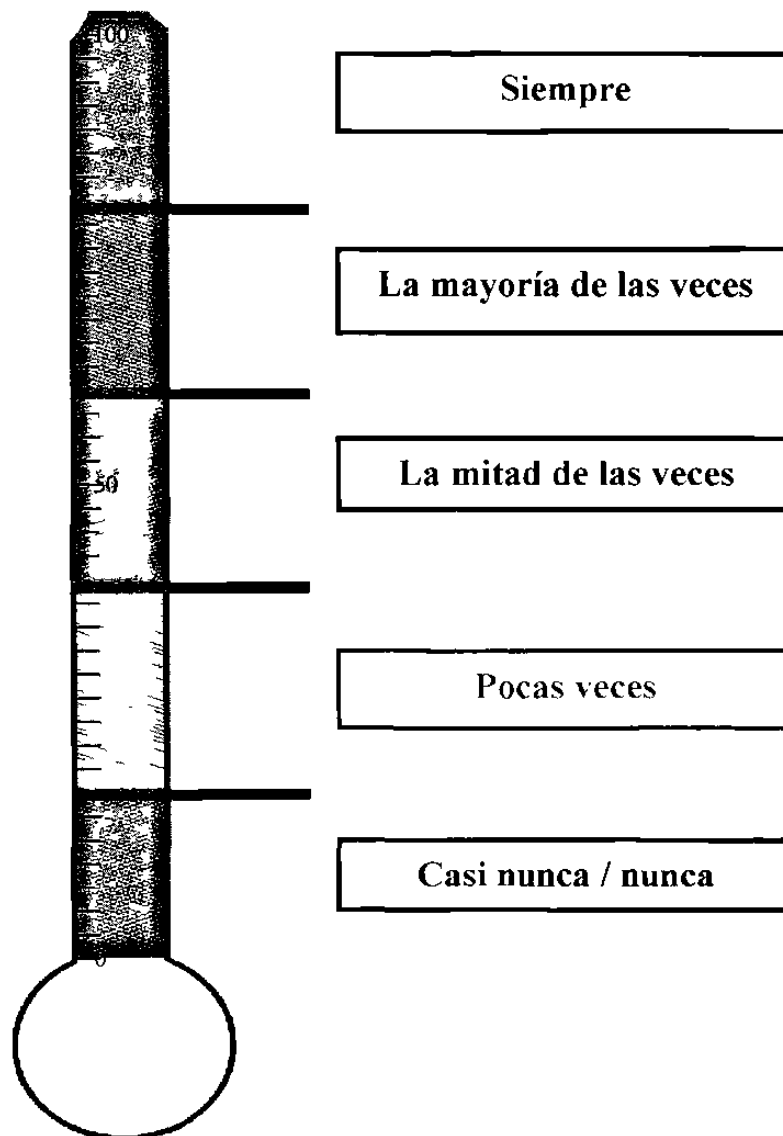 100
Siempre
La mayoría de las veces
50
La mitad de las veces
Pocas veces
Casi nunca / nunca
0